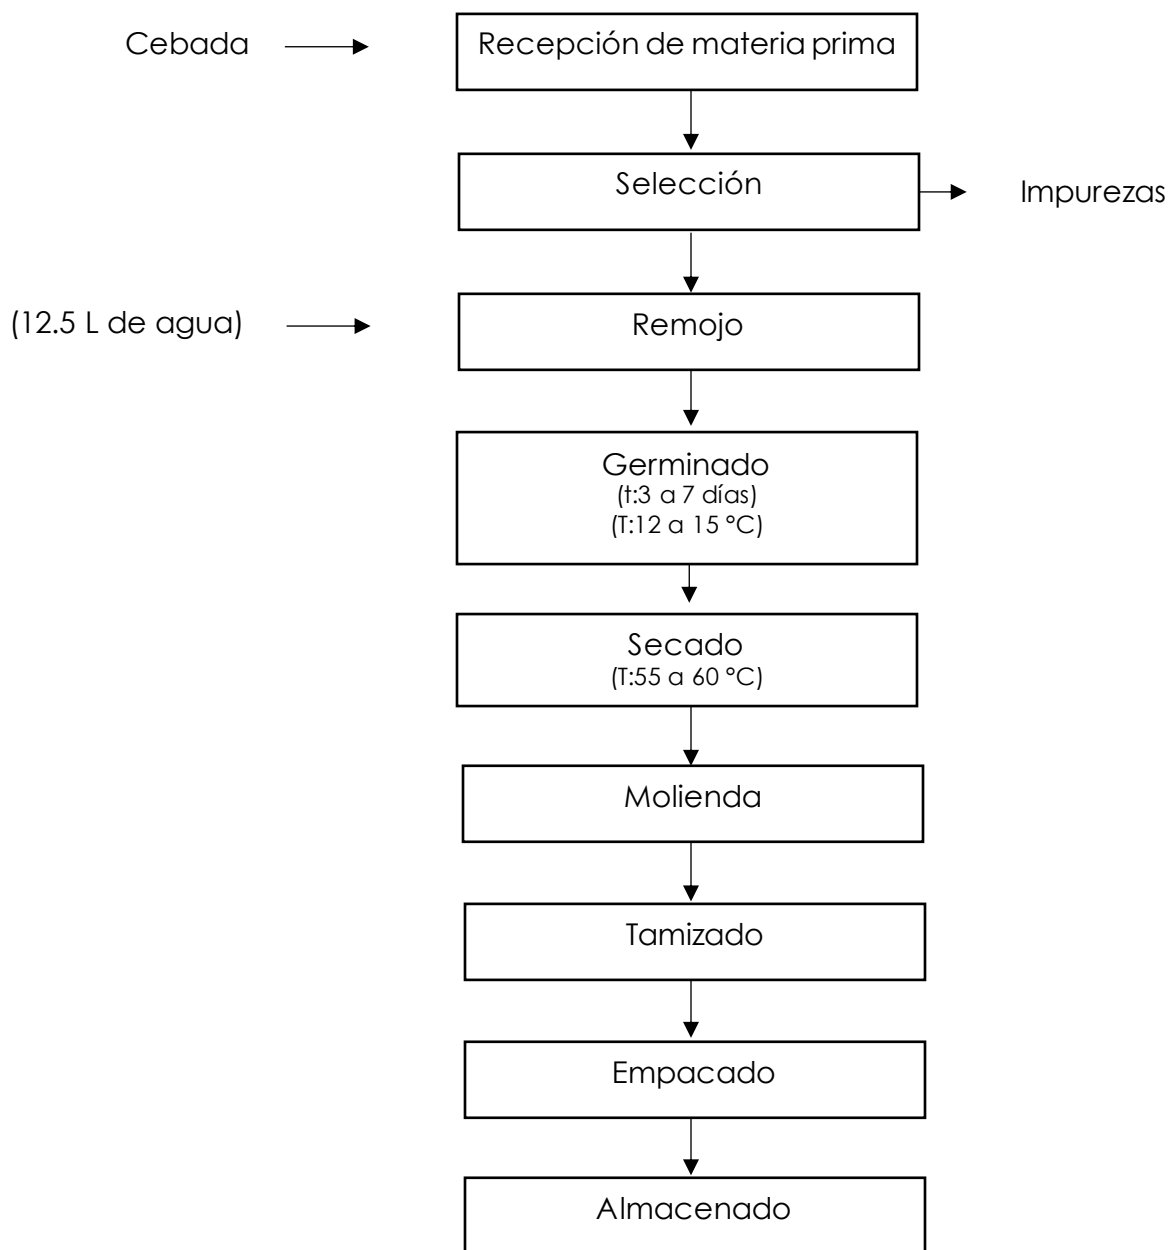 Cebada
Recepción de materia prima
Selección
Impurezas
(12.5 L de agua)
Remojo
Germinado
(t:3 a 7 días)
(T:12 a 15 °C)
Secado
(T:55 a 60 °C)
Molienda
Tamizado
Empacado
Almacenado